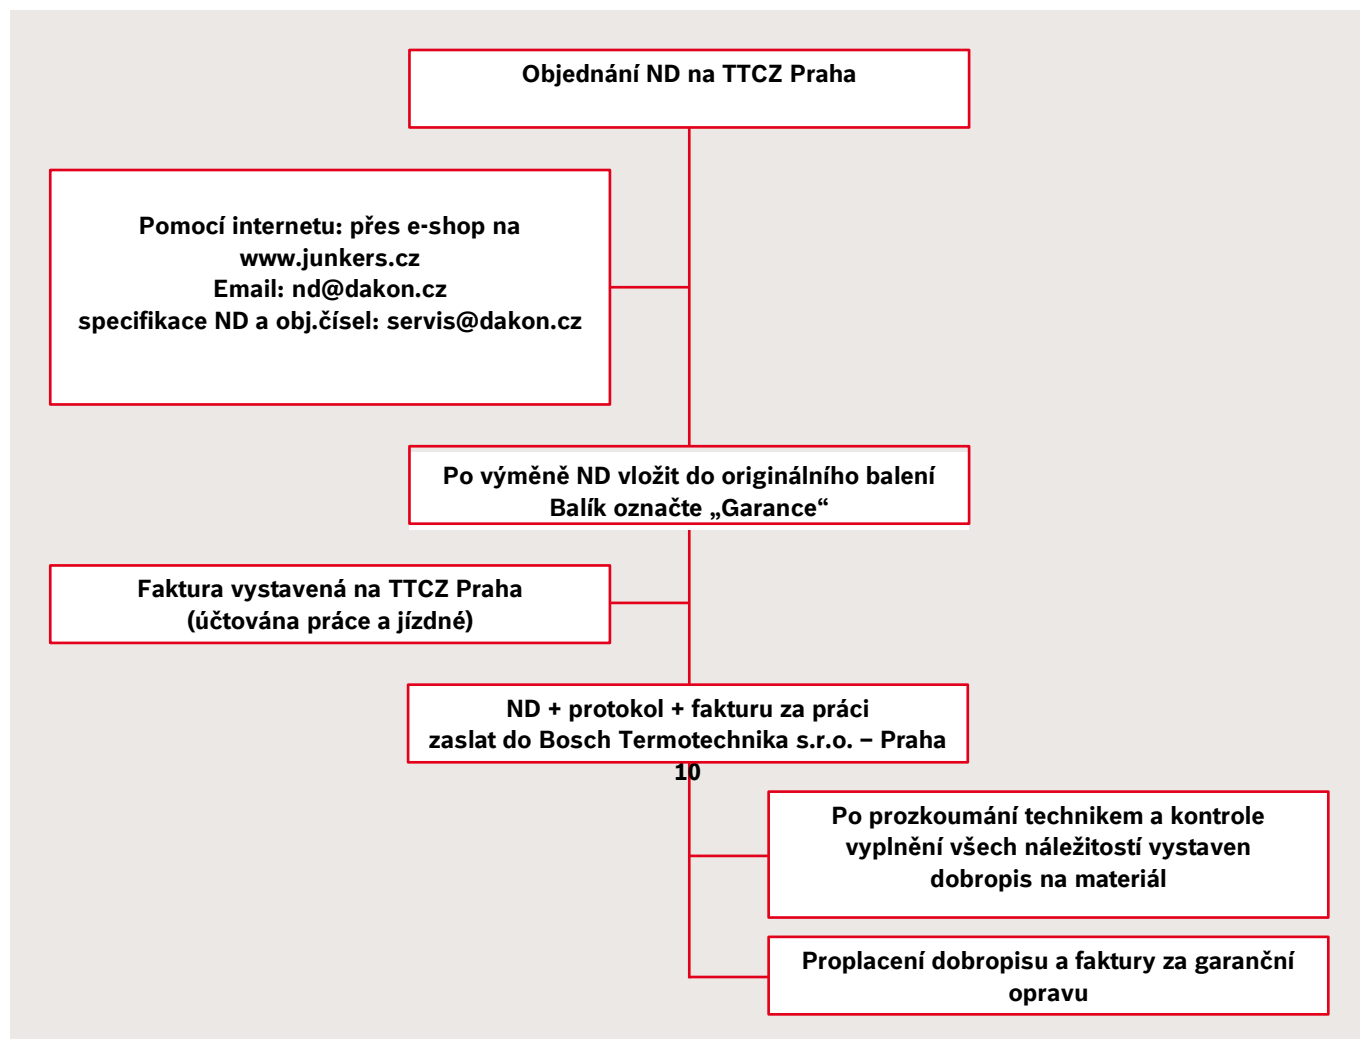 Objednání ND na TTCZ Praha
Pomocí internetu: přes e-shop na
www.junkers.cz
Email: nd@dakon.cz
specifikace ND a obj.čísel: servis@dakon.cz
Po výměně ND vložit do originálního balení
Balík označte „Garance“
Faktura vystavená na TTCZ Praha
(účtována práce a jízdné)
ND + protokol + fakturu za práci
zaslat do Bosch Termotechnika s.r.o. – Praha
10
Po prozkoumání technikem a kontrole
vyplnění všech náležitostí vystaven
dobropis na materiál
Proplacení dobropisu a faktury za garanční
opravu